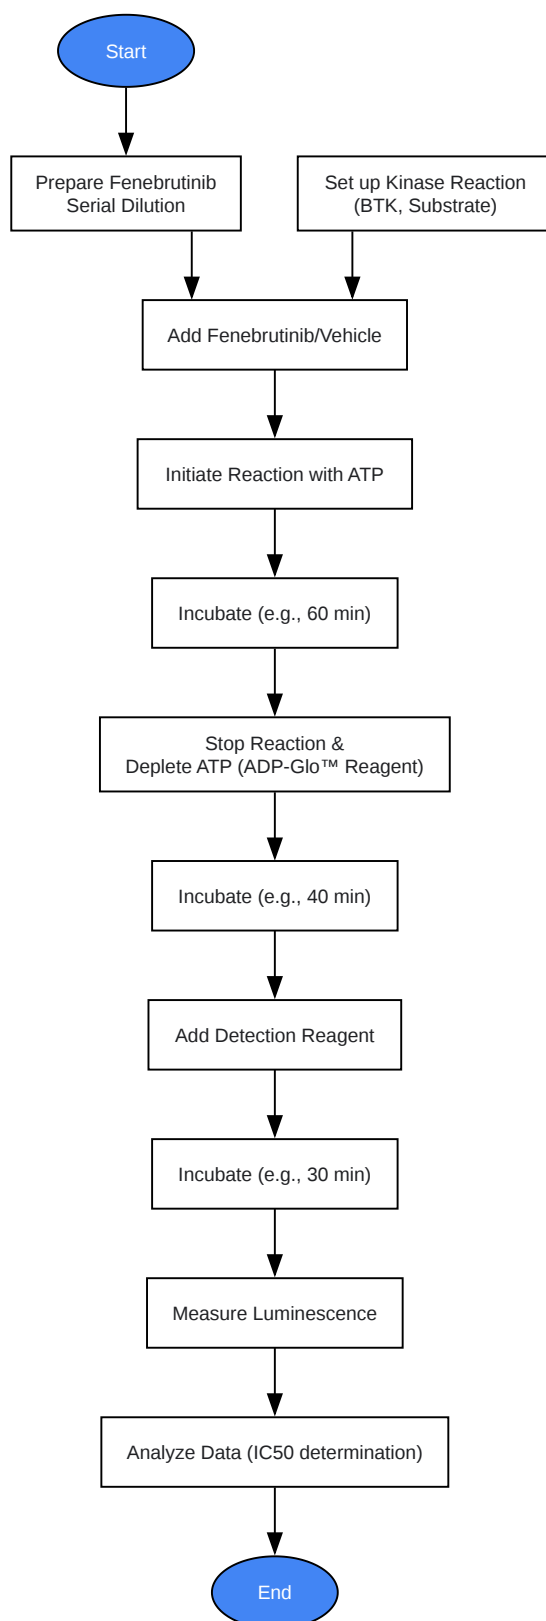 Start
Prepare Fenebrutinib
Serial Dilution
Set up Kinase Reaction
(BTK, Substrate)
Add Fenebrutinib/Vehicle
Initiate Reaction with ATP
Incubate (e.g., 60 min)
Stop Reaction &
Deplete ATP (ADP-Glo™ Reagent)
Incubate (e.g., 40 min)
Add Detection Reagent
Incubate (e.g., 30 min)
Measure Luminescence
Analyze Data (IC50 determination)
End